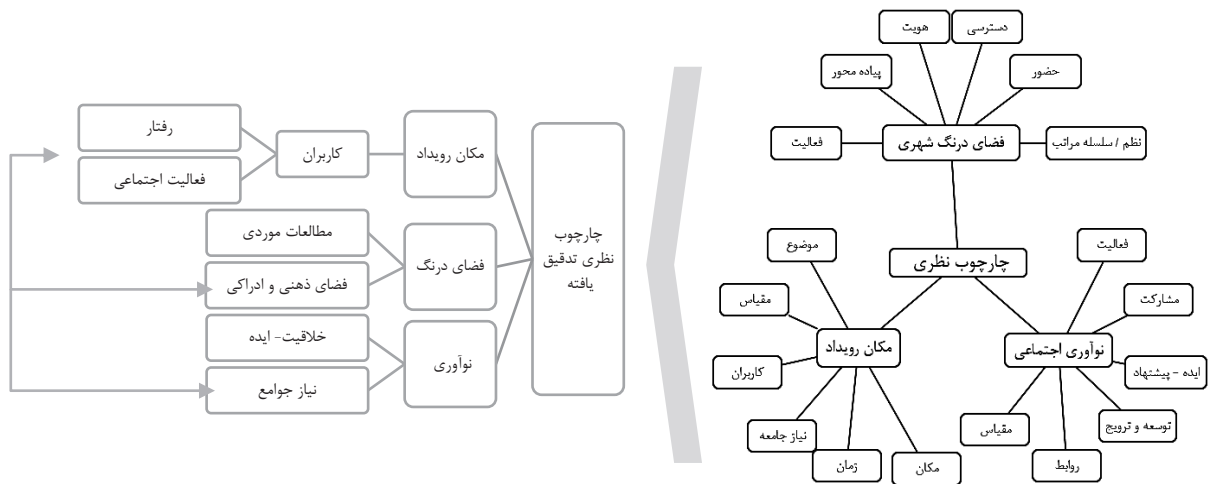 هویت
دسترسی
پیاده محور
حضور
فضای درنگ شهری
فعالیت
نظم / سلسله مراتب
چارچوب نظری
موضوع
مقیاس
مکان رویداد
کاربران
نیاز جامعه
زمان
مکان
فعالیت
مشارکت
نوآوری اجتماعی
ایده - پیشنهاد
توسعه و ترویج
روابط
مقیاس
چارچوب
نظری تدقیق
یافته
مکان رویداد
کاربران
رفتار
فعالیت اجتماعی
فضای درنگ
مطالعات موردی
فضای ذهنی و ادراکی
نوآوری
خلاقیت- ایده
نیاز جوامع